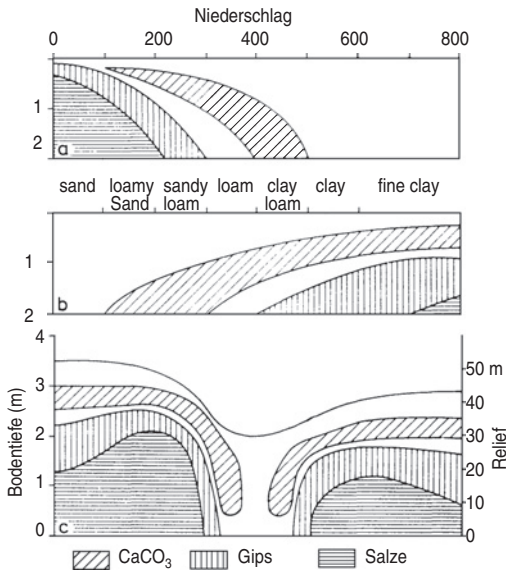 Niederschlag
0 200 400 600 800
1
2
a
sand loamy sandy loam clay clay fine clay
Sand loam loam
1
2
b
4
3
2
1
0
Bodentiefe (m)
c
50 m
40
30
20
10
0
Relief
CaCO₃ Gips Salze